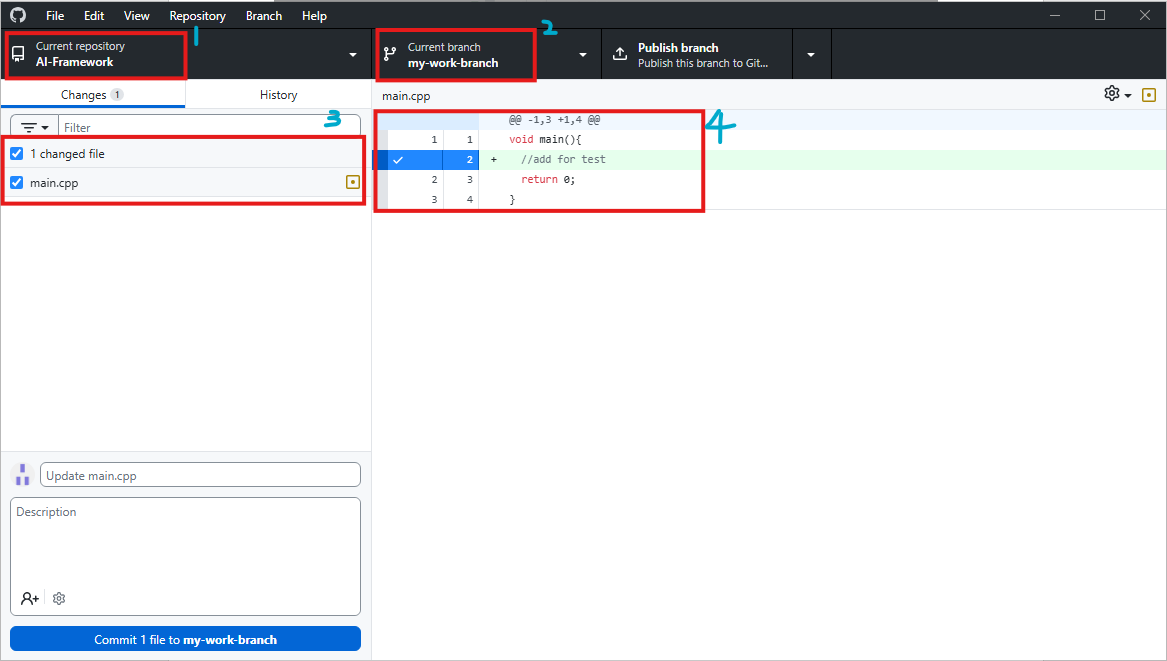 File Edit View Repository Branch Help
1
2
Current repository
AI-Framework
Current branch
my-work-branch
Publish branch
Publish this branch to Git...
Changes 1
History
main.cpp
3
4
Filter
@@ -1,3 +1,4 @@
1 changed file
1 1 void main(){
2 + //add for test
main.cpp
2 3 return 0;
3 4 }
Update main.cpp
Description
Commit 1 file to my-work-branch